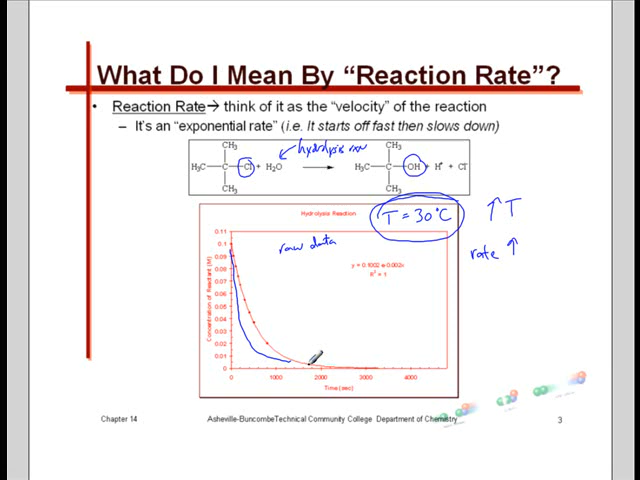 What Do I Mean By “Reaction Rate”?
• Reaction Rate→ think of it as the “velocity” of the reaction
– It’s an “exponential rate” (i.e. It starts off fast then slows down)
hydrolysis rxn
CH₃ CH₃
H₃C C Cl + H₂O → H₃C C OH + H⁺ + Cl⁻
CH₃ CH₃
Hydrolysis Reaction
T = 30°C
↑ T
raw data
rate ↑
y = 0.1002 e-0.002x
R² = 1
Concentration of Reactant (M)
0.11
0.1
0.09
0.08
0.07
0.06
0.05
0.04
0.03
0.02
0.01
0
0 1000 2000 3000 4000
Time (sec)
Chapter 14 Asheville-BuncombeTechnical Community College Department of Chemistry 3